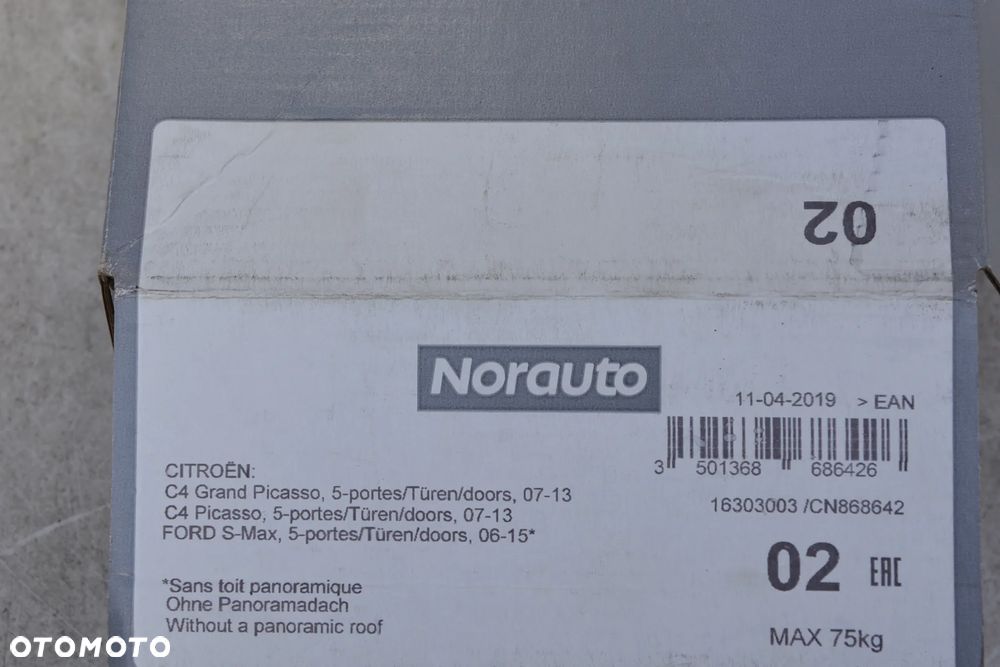 02
Norauto
11-04-2019 > EAN
3 501368 686426
16303003 /CN868642
CITROËN:
C4 Grand Picasso, 5-portes/Türen/doors, 07-13
C4 Picasso, 5-portes/Türen/doors, 07-13
FORD S-Max, 5-portes/Türen/doors, 06-15*
02 EAC
*Sans toit panoramique
Ohne Panoramadach
Without a panoramic roof
MAX 75kg
OTOMOTO